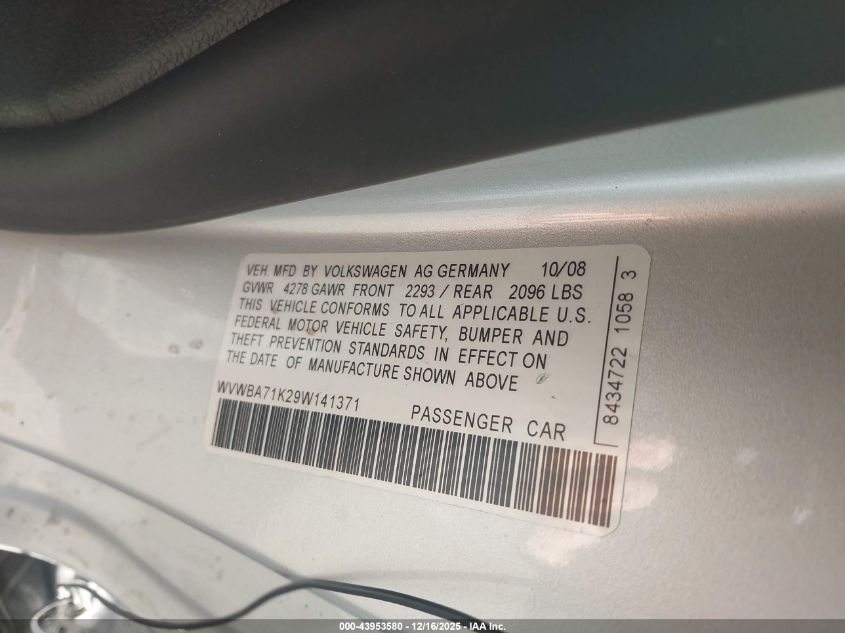 VEH. MFD BY VOLKSWAGEN AG GERMANY 10/08
GVWR 4278 GAWR FRONT 2293 / REAR 2096 LBS
THIS VEHICLE CONFORMS TO ALL APPLICABLE U.S.
FEDERAL MOTOR VEHICLE SAFETY, BUMPER AND
THEFT PREVENTION STANDARDS IN EFFECT ON
THE DATE OF MANUFACTURE SHOWN ABOVE
WVWBA71K29W141371
PASSENGER CAR
8434722 1058 3
000-43953580 - 12/16/2025 - IAA Inc.